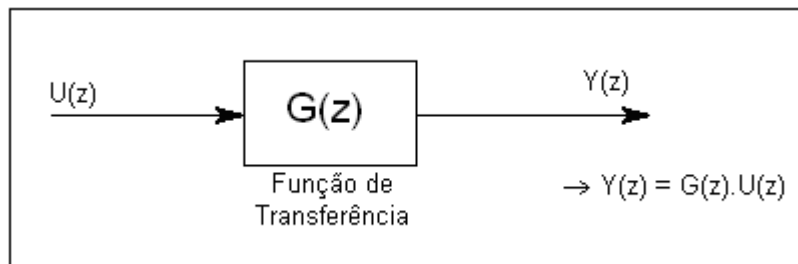 U(z)
G(z)
Y(z)
Função de
Transferência
→ Y(z) = G(z).U(z)